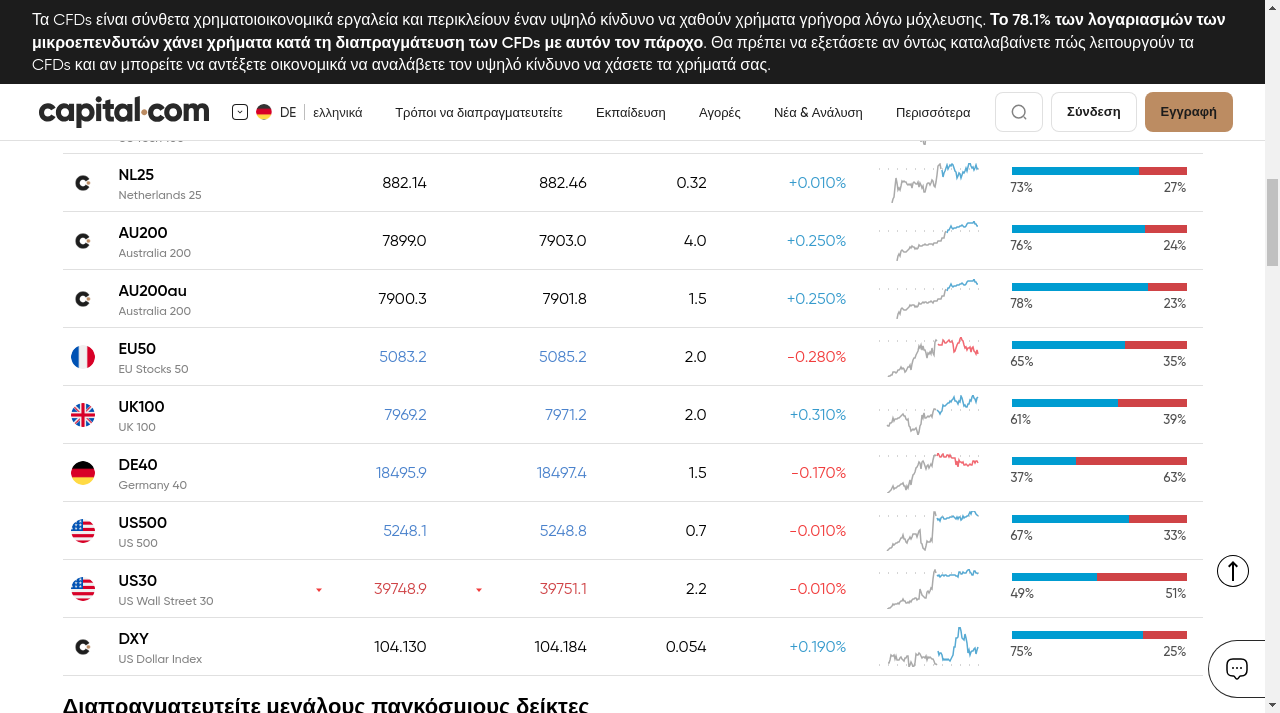 Τα CFDs είναι σύνθετα χρηματοοικονομικά εργαλεία και περικλείουν έναν υψηλό κίνδυνο να χαθούν χρήματα γρήγορα λόγω μόχλευσης. Το 78.1% των λογαριασμών των
μικροεπενδυτών χάνει χρήματα κατά τη διαπραγμάτευση των CFDs με αυτόν τον πάροχο. Θα πρέπει να εξετάσετε αν όντως καταλαβαίνετε πώς λειτουργούν τα
CFDs και αν μπορείτε να αντέξετε οικονομικά να αναλάβετε τον υψηλό κίνδυνο να χάσετε τα χρήματά σας.
capital.com DE ελληνικά Τρόποι να διαπραγματευτείτε Εκπαίδευση Αγορές Νέα & Ανάλυση Περισσότερα Σύνδεση Εγγραφή
NL25 882.14 882.46 0.32 +0.010%
Netherlands 25 73% 27%
AU200 7899.0 7903.0 4.0 +0.250%
Australia 200 76% 24%
AU200au 7900.3 7901.8 1.5 +0.250%
Australia 200 78% 23%
EU50 5083.2 5085.2 2.0 -0.280%
EU Stocks 50 65% 35%
UK100 7969.2 7971.2 2.0 +0.310%
UK 100 61% 39%
DE40 18495.9 18497.4 1.5 -0.170%
Germany 40 37% 63%
US500 5248.1 5248.8 0.7 -0.010%
US 500 67% 33%
US30 39748.9 39751.1 2.2 -0.010%
US Wall Street 30 49% 51%
DXY 104.130 104.184 0.054 +0.190%
US Dollar Index 75% 25%
Διαπραγματευτείτε μεγάλους παγκόσμιους δείκτες